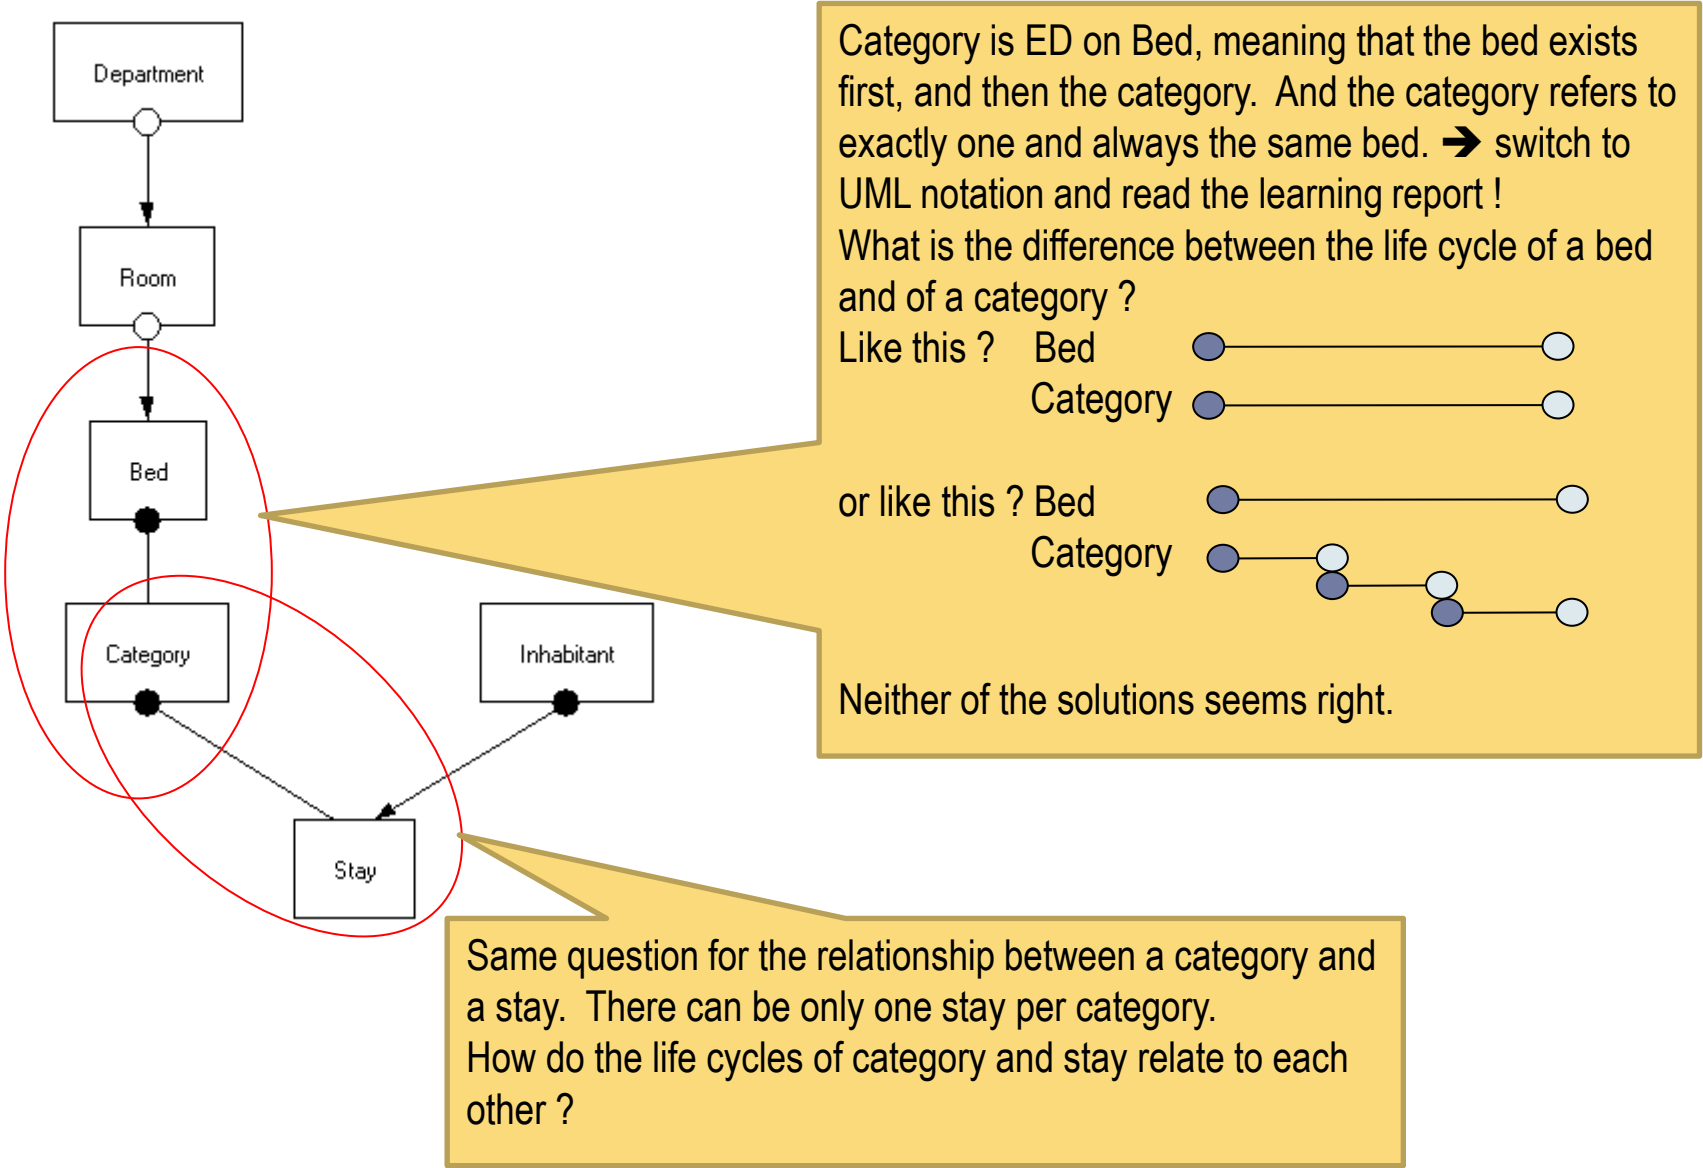 Department
Room
Bed
Category
Inhabitant
Stay
Category is ED on Bed, meaning that the bed exists
first, and then the category. And the category refers to
exactly one and always the same bed. ➔ switch to
UML notation and read the learning report !
What is the difference between the life cycle of a bed
and of a category ?
Like this ? Bed
Category
or like this ? Bed
Category
Neither of the solutions seems right.
Same question for the relationship between a category and
a stay. There can be only one stay per category.
How do the life cycles of category and stay relate to each
other ?